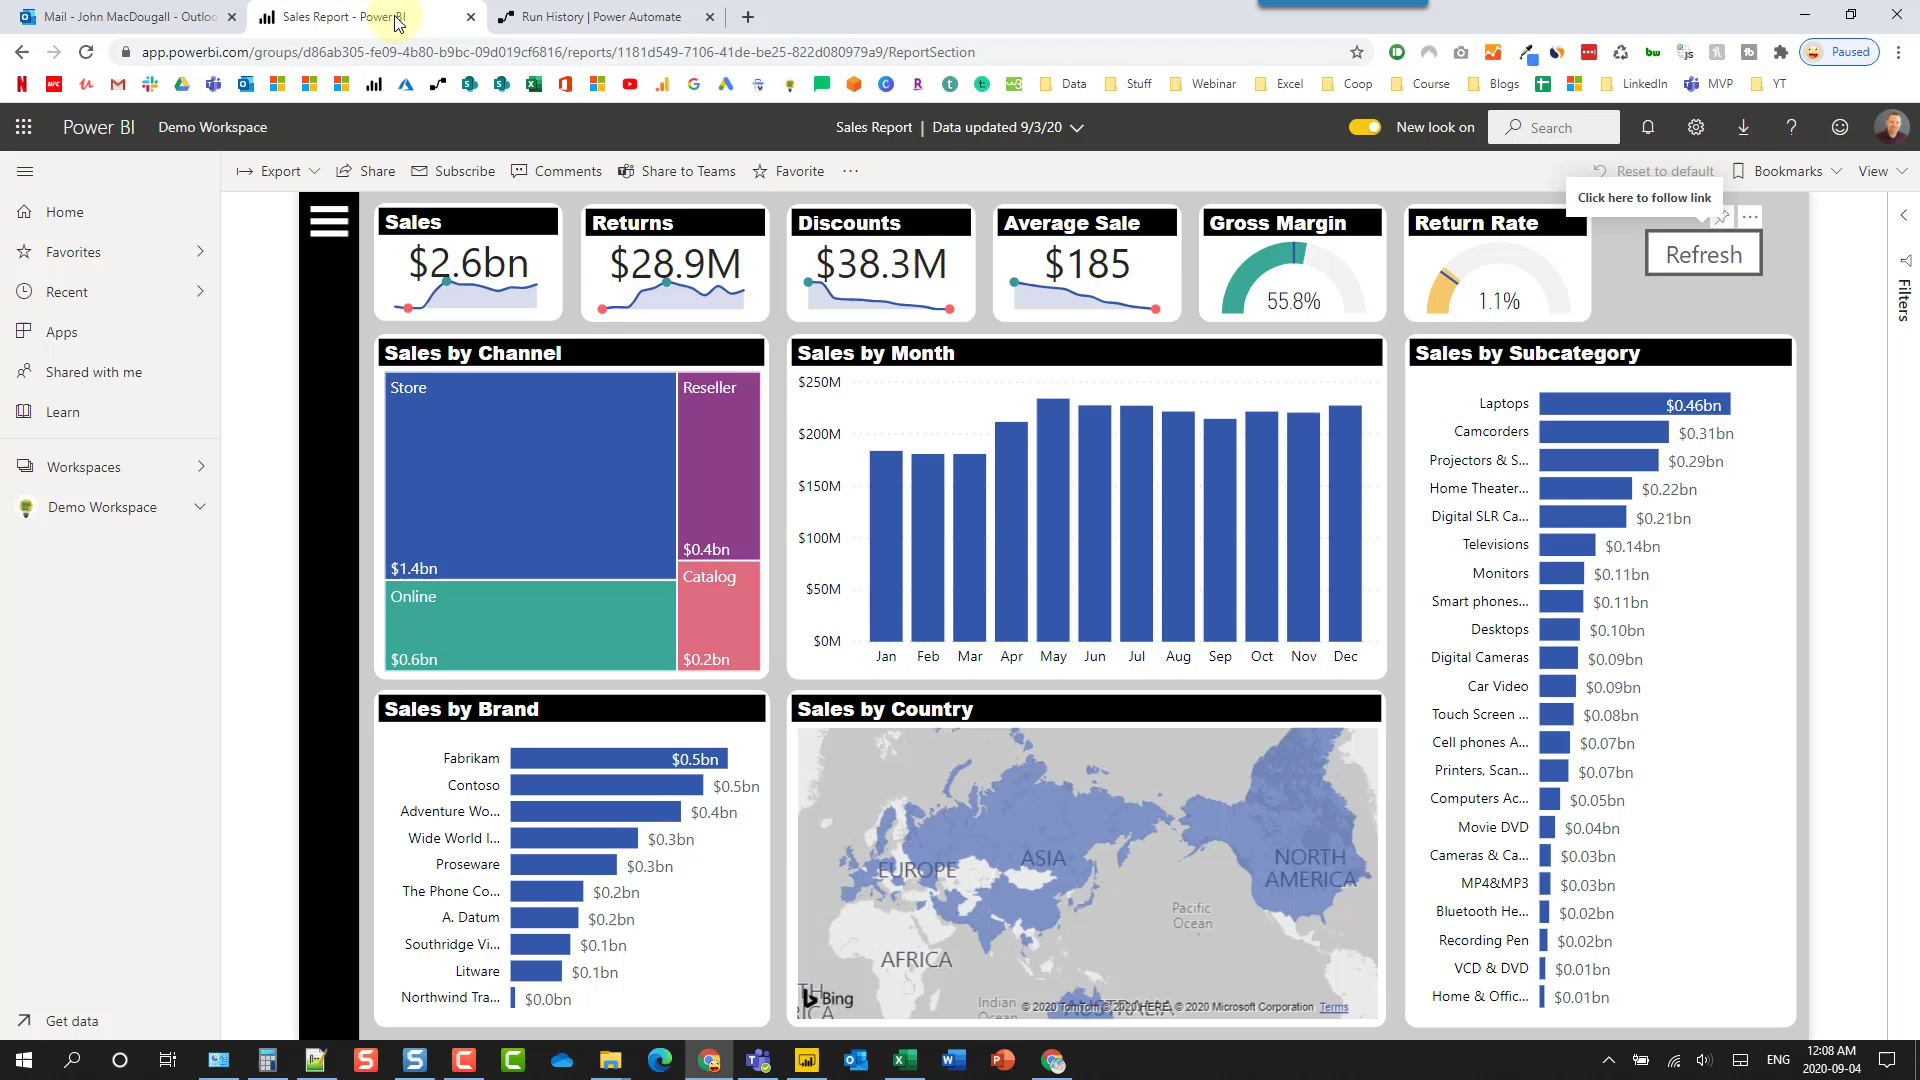 Mail - John MacDougall - Outloo
Sales Report - Power BI
Run History | Power Automate
app.powerbi.com/groups/d86ab305-fe09-4b80-b9bc-09d019cf6816/reports/1181d549-7106-41de-be25-822d080979a9/ReportSection
Paused
Data
Stuff
Webinar
Excel
Coop
Course
Blogs
LinkedIn
MVP
YT
Power BI
Demo Workspace
Sales Report | Data updated 9/3/20
New look on
Search
Export
Share
Subscribe
Comments
Share to Teams
Favorite
Reset to default
Bookmarks
View
Click here to follow link
Home
Favorites
Recent
Apps
Shared with me
Learn
Workspaces
Demo Workspace
Get data
Sales
$2.6bn
Returns
$28.9M
Discounts
$38.3M
Average Sale
$185
Gross Margin
55.8%
Return Rate
1.1%
Refresh
Filters
Sales by Channel
Store
$1.4bn
Reseller
$0.4bn
Online
$0.6bn
Catalog
$0.2bn
Sales by Month
$250M
$200M
$150M
$100M
$50M
$0M
Jan Feb Mar Apr May Jun Jul Aug Sep Oct Nov Dec
Sales by Subcategory
Laptops $0.46bn
Camcorders $0.31bn
Projectors & S... $0.29bn
Home Theater... $0.22bn
Digital SLR Ca... $0.21bn
Televisions $0.14bn
Monitors $0.11bn
Smart phones... $0.11bn
Desktops $0.10bn
Digital Cameras $0.09bn
Car Video $0.09bn
Touch Screen ... $0.08bn
Cell phones A... $0.07bn
Printers, Scan... $0.07bn
Computers Ac... $0.05bn
Movie DVD $0.04bn
Cameras & Ca... $0.03bn
MP4&MP3 $0.03bn
Bluetooth He... $0.02bn
Recording Pen $0.02bn
VCD & DVD $0.01bn
Home & Offic... $0.01bn
Sales by Brand
Fabrikam $0.5bn
Contoso $0.5bn
Adventure Wo... $0.4bn
Wide World I... $0.3bn
Proseware $0.3bn
The Phone Co... $0.2bn
A. Datum $0.2bn
Southridge Vi... $0.1bn
Litware $0.1bn
Northwind Tra... $0.0bn
Sales by Country
EUROPE
ASIA
NORTH
AMERICA
Pacific
Ocean
AFRICA
Indian
Ocean
AUSTRALIA
Bing
© 2020 TomTom © 2020 HERE, © 2020 Microsoft Corporation Terms
ENG
12:08 AM
2020-09-04